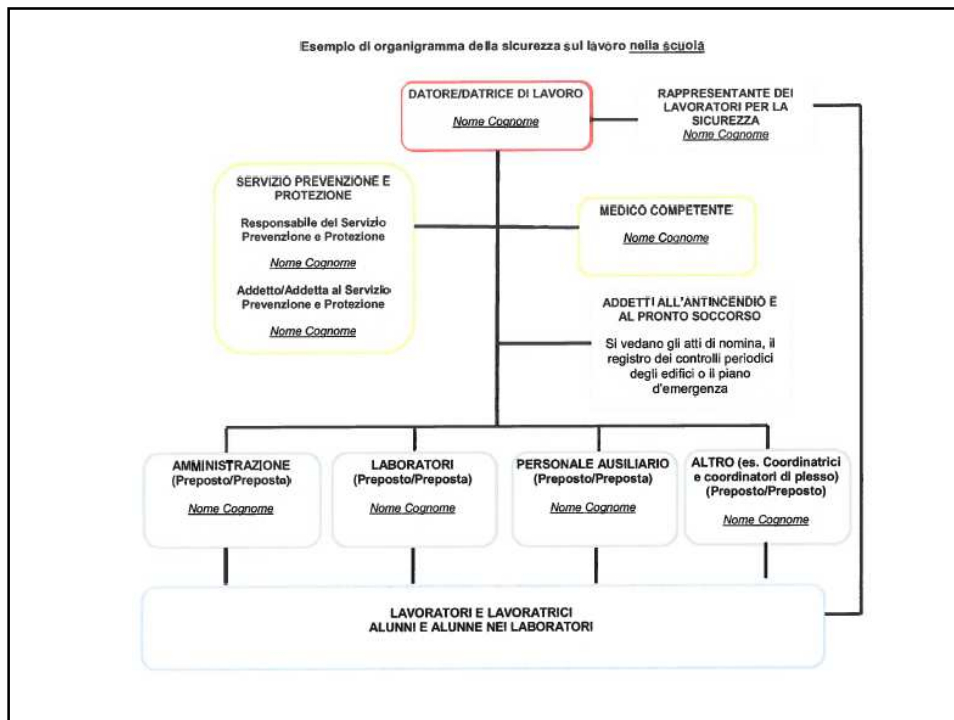 Esempio di organigramma della sicurezza sul lavoro nella scuola
DATORE/DATRICE DI LAVORO
Nome Cognome
RAPPRESENTANTE DEI
LAVORATORI PER LA
SICUREZZA
Nome Cognome
SERVIZIO PREVENZIONE E
PROTEZIONE
Responsabile del Servizio
Prevenzione e Protezione
Nome Cognome
Addetto/Addetta al Servizio
Prevenzione e Protezione
Nome Cognome
MEDICO COMPETENTE
Nome Cognome
ADDETTI ALL'ANTINCENDIO E
AL PRONTO SOCCORSO
Si vedano gli atti di nomina, il
registro dei controlli periodici
degli edifici o il piano
d'emergenza
AMMINISTRAZIONE
(Preposto/Preposta)
Nome Cognome
LABORATORI
(Preposto/Preposta)
Nome Cognome
PERSONALE AUSILIARIO
(Preposto/Preposta)
Nome Cognome
ALTRO (es. Coordinatrici
e coordinatori di plesso)
(Preposto/Preposto)
Nome Cognome
LAVORATORI E LAVORATRICI
ALUNNI E ALUNNE NEI LABORATORI